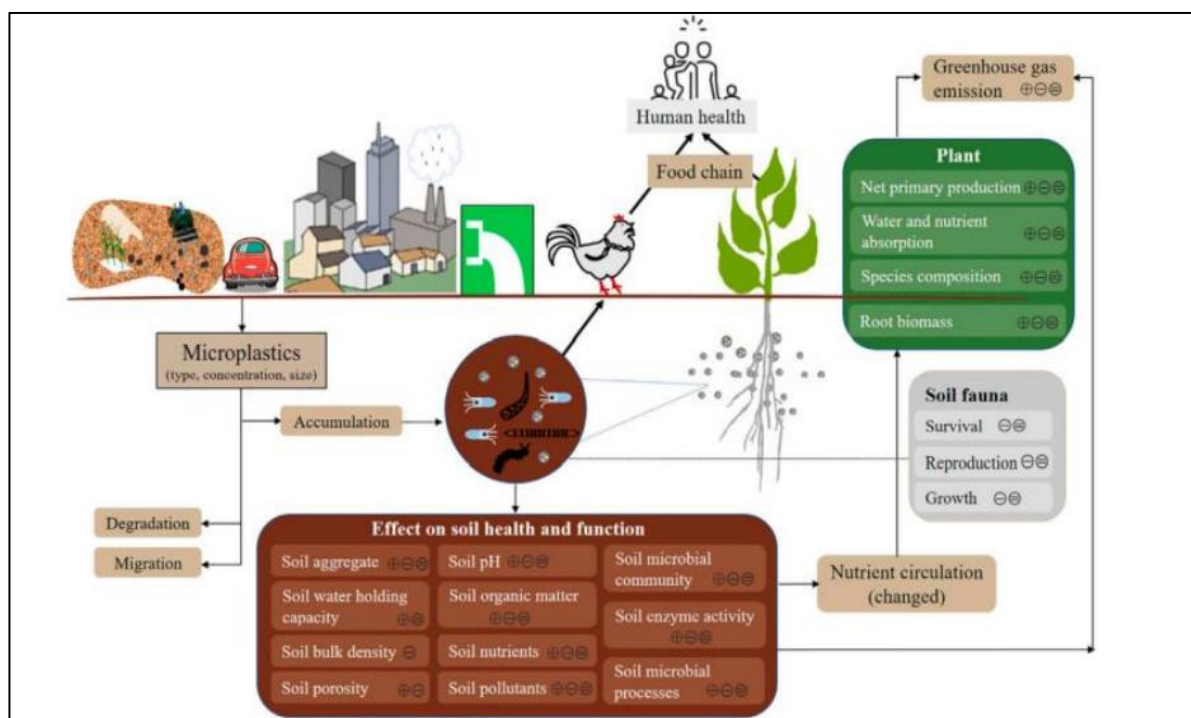 Human health
Food chain
Greenhouse gas
emission ⊕⊖⊜
Plant
Net primary production ⊕⊖⊜
Water and nutrient
absorption ⊕⊖⊜
Species composition ⊕⊖⊜
Root biomass ⊕⊖⊜
Microplastics
(type, concentration, size)
Accumulation
Degradation
Migration
Soil fauna
Survival ⊖⊜
Reproduction ⊖⊜
Growth ⊖⊜
Effect on soil health and function
Soil aggregate ⊕⊖⊜
Soil water holding
capacity ⊕⊜
Soil bulk density ⊖
Soil porosity ⊕⊖
Soil pH ⊕⊖⊜
Soil organic matter
⊕⊖⊜
Soil nutrients ⊕⊖⊜
Soil pollutants ⊕⊖⊜
Soil microbial
community ⊕⊖⊜
Soil enzyme activity
⊕⊖⊜
Soil microbial
processes ⊕⊖⊜
Nutrient circulation
(changed)